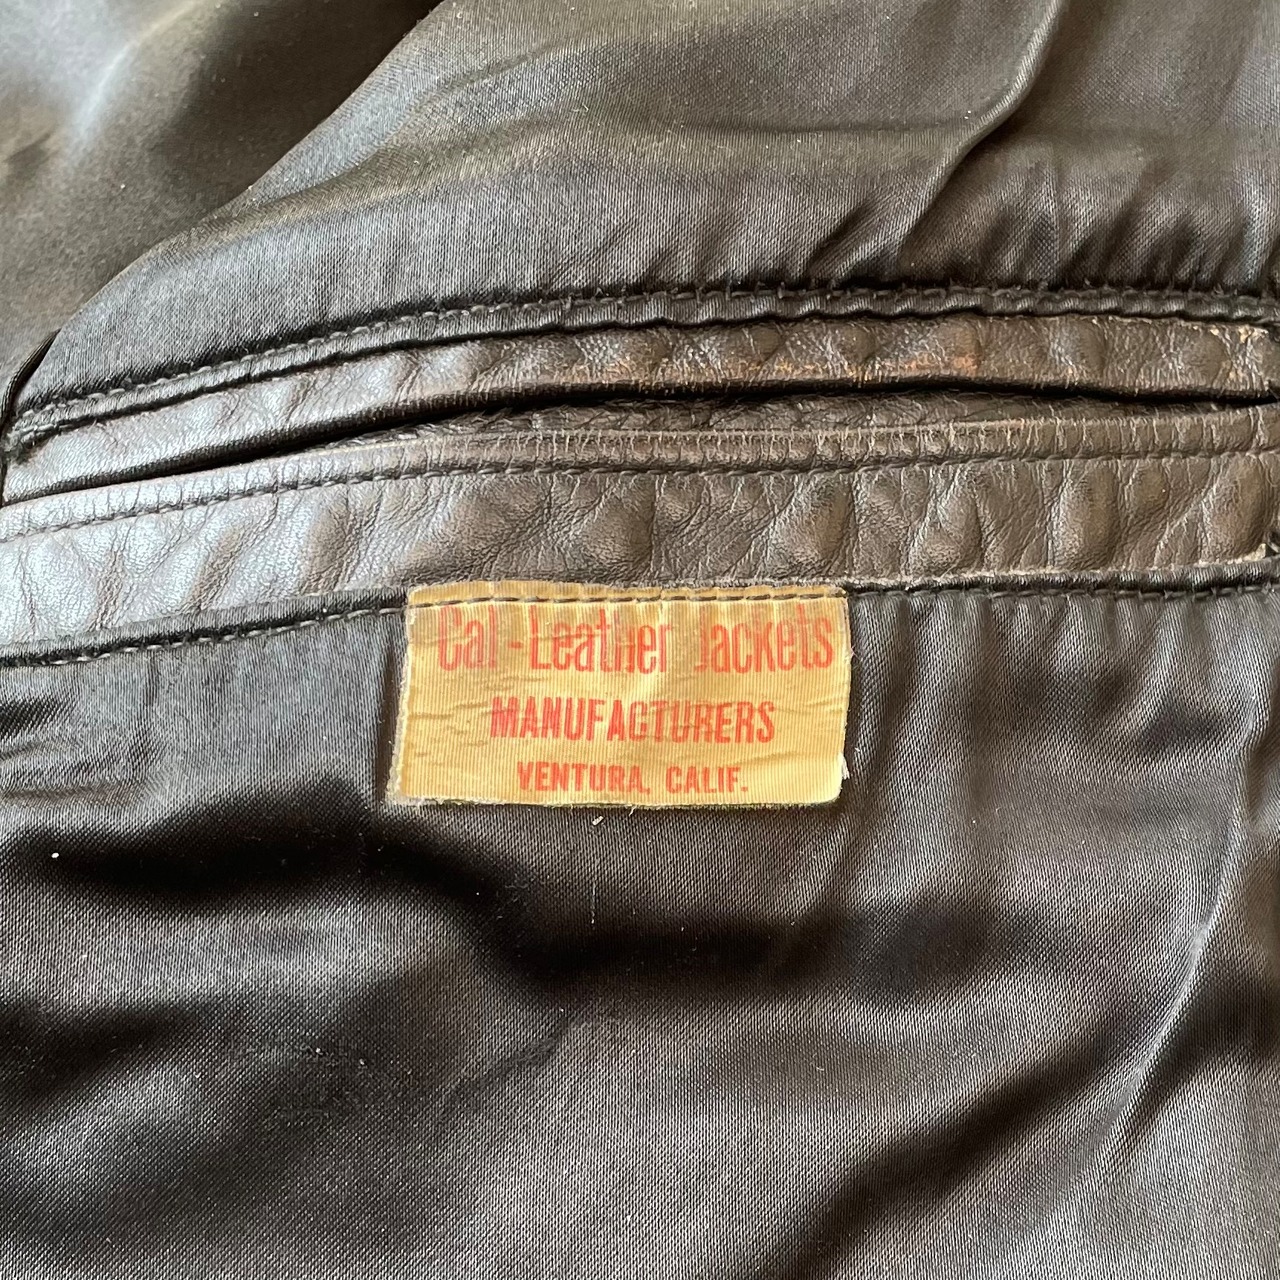 Cal-Leather Jackets
MANUFACTURERS
VENTURA, CALIF.